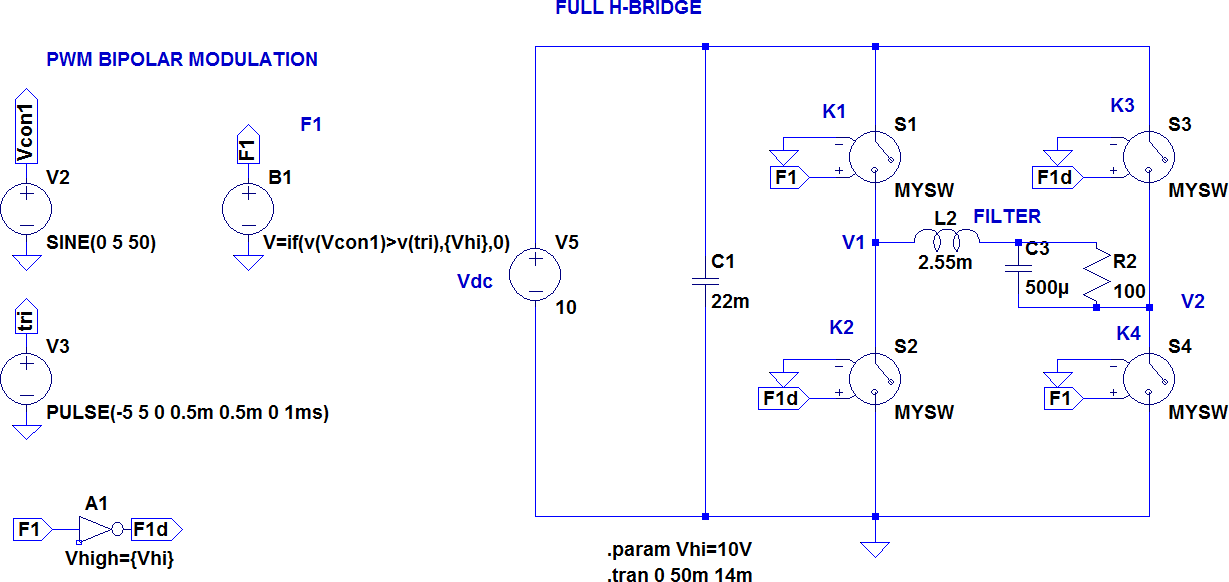 FULL H-BRIDGE
PWM BIPOLAR MODULATION
Vcon1
V2
SINE(0 5 50)
F1
F1
B1
V=if(v(Vcon1)>v(tri),{Vhi},0)
tri
V3
PULSE(-5 5 0 0.5m 0.5m 0 1ms)
A1
F1
F1d
Vhigh={Vhi}
Vdc
V5
10
C1
22m
K1
S1
F1
MYSW
K3
S3
F1d
MYSW
V1
L2
2.55m
FILTER
C3
500µ
R2
100
V2
K2
S2
F1d
MYSW
K4
S4
F1
MYSW
.param Vhi=10V
.tran 0 50m 14m